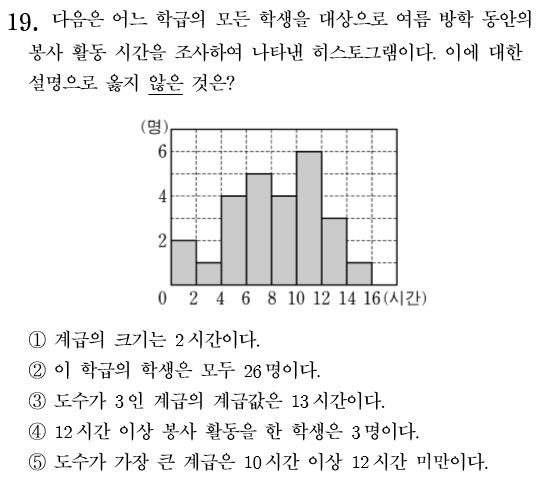 19. 다음은 어느 학급의 모든 학생을 대상으로 여름 방학 동안의
봉사 활동 시간을 조사하여 나타낸 히스토그램이다. 이에 대한
설명으로 옳지 않은 것은?
(명)
6
4
2
0 2 4 6 8 10 12 14 16(시간)
① 계급의 크기는 2시간이다.
② 이 학급의 학생은 모두 26명이다.
③ 도수가 3인 계급의 계급값은 13시간이다.
④ 12시간 이상 봉사 활동을 한 학생은 3명이다.
⑤ 도수가 가장 큰 계급은 10시간 이상 12시간 미만이다.